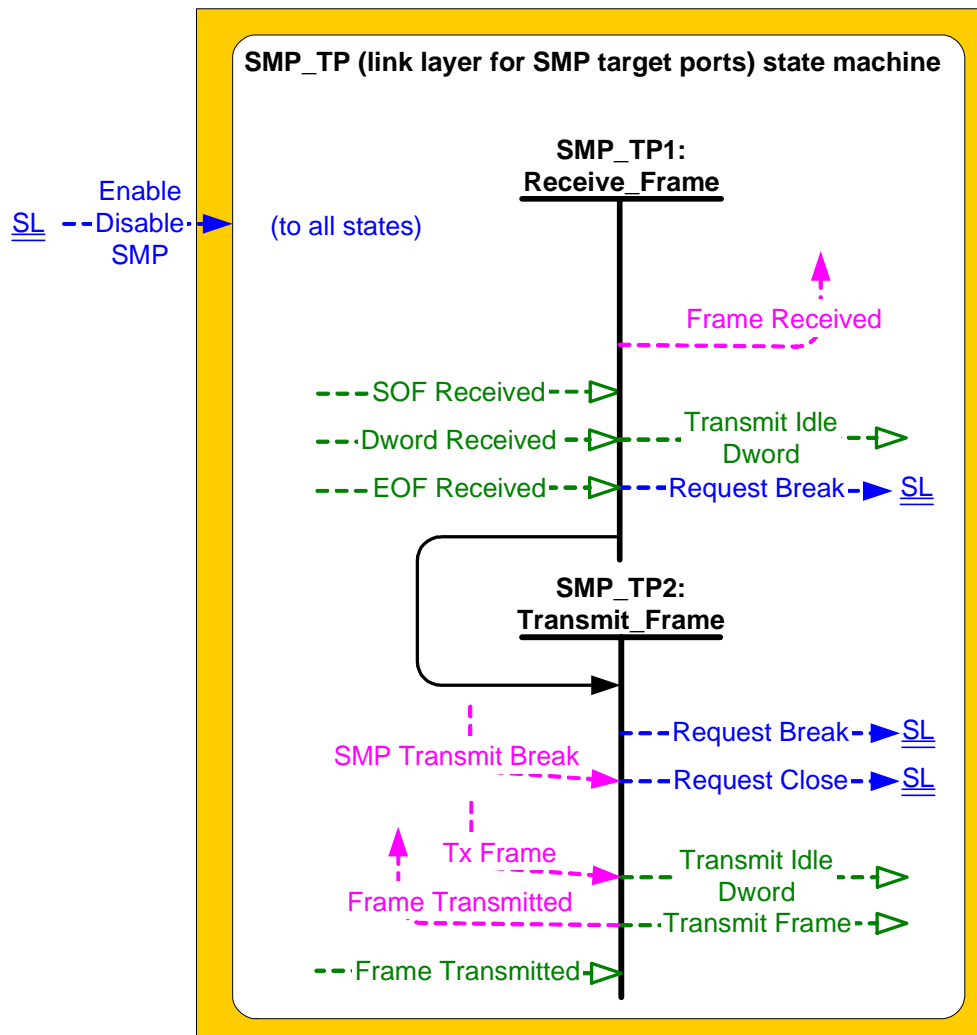 SMP_TP (link layer for SMP target ports) state machine
SMP_TP1:
Receive_Frame
Enable
SL
Disable
(to all states)
SMP
Frame Received
SOF Received
Dword Received
Transmit Idle
Dword
EOF Received
Request Break
SL
SMP_TP2:
Transmit_Frame
Request Break
SL
SMP Transmit Break
Request Close
SL
Tx Frame
Transmit Idle
Dword
Frame Transmitted
Transmit Frame
Frame Transmitted